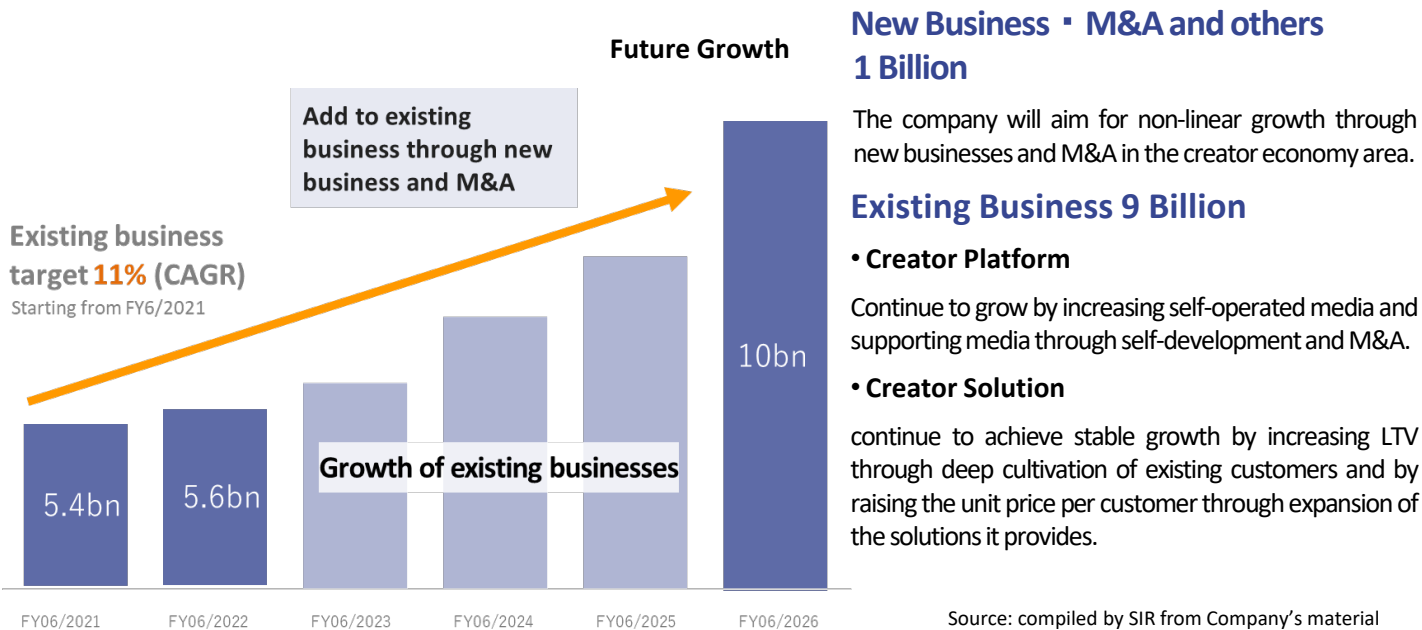 Future Growth
Add to existing
business through new
business and M&A
Existing business
target 11% (CAGR)
Starting from FY6/2021
5.4bn
5.6bn
Growth of existing businesses
10bn
FY06/2021
FY06/2022
FY06/2023
FY06/2024
FY06/2025
FY06/2026
New Business・M&A and others
1 Billion
The company will aim for non-linear growth through
new businesses and M&A in the creator economy area.
Existing Business 9 Billion
• Creator Platform
Continue to grow by increasing self-operated media and
supporting media through self-development and M&A.
• Creator Solution
continue to achieve stable growth by increasing LTV
through deep cultivation of existing customers and by
raising the unit price per customer through expansion of
the solutions it provides.
Source: compiled by SIR from Company’s material